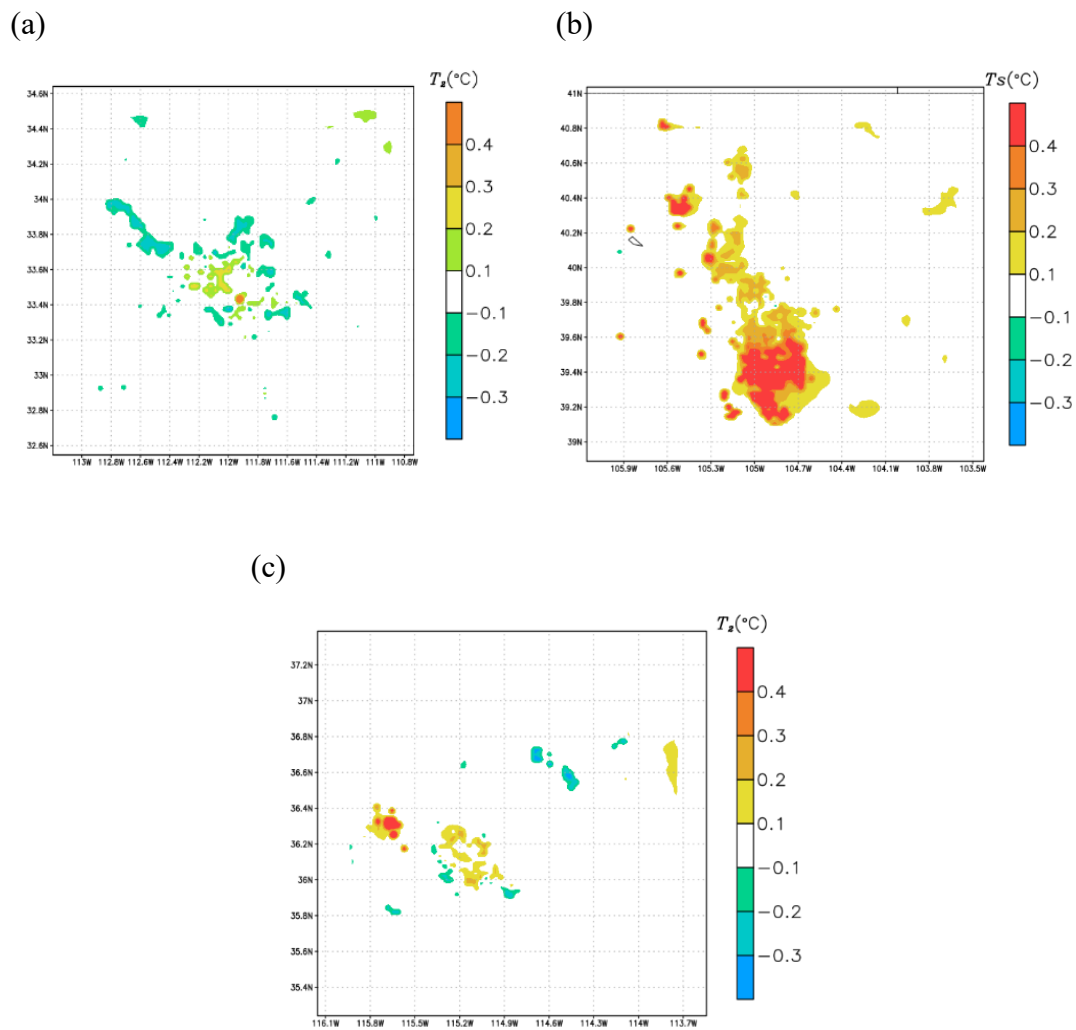 (a)
(b)
T₂(°C)
34.6N
34.4N
34.2N
34N
33.8N
33.6N
33.4N
33.2N
33N
32.8N
32.6N
113W 112.8W 112.6W 112.4W 112.2W 112W 111.8W 111.6W 111.4W 111.2W 111W 110.8W
0.4
0.3
0.2
0.1
−0.1
−0.2
−0.3
Ts(°C)
41N
40.8N
40.6N
40.4N
40.2N
40N
39.8N
39.6N
39.4N
39.2N
39N
105.9W 105.6W 105.3W 105W 104.7W 104.4W 104.1W 103.8W 103.5W
0.4
0.3
0.2
0.1
−0.1
−0.2
−0.3
(c)
T₂(°C)
37.2N
37N
36.8N
36.6N
36.4N
36.2N
36N
35.8N
35.6N
35.4N
116.1W 115.8W 115.5W 115.2W 114.9W 114.6W 114.3W 114W 113.7W
0.4
0.3
0.2
0.1
−0.1
−0.2
−0.3